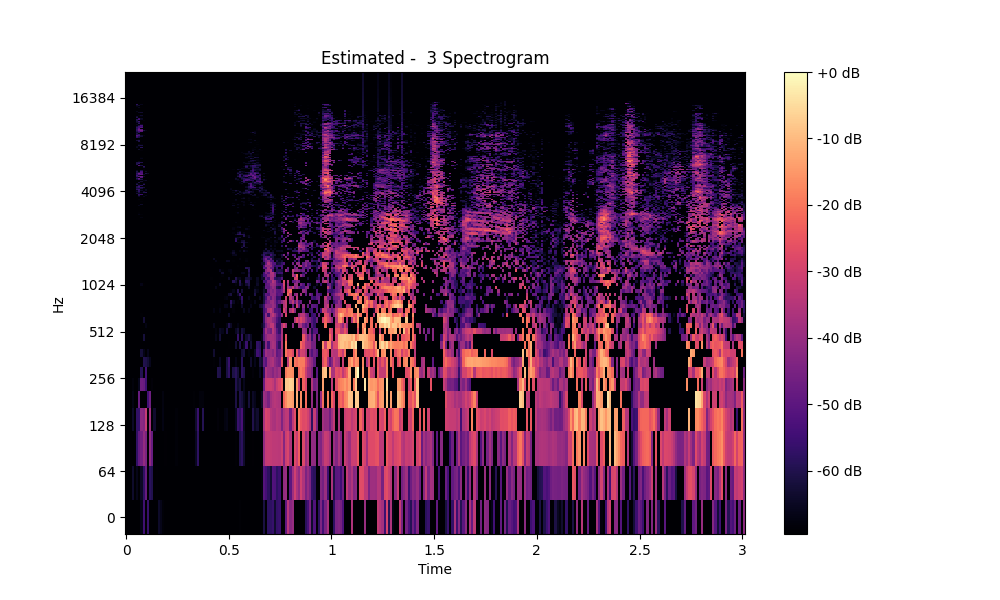 Estimated -  3 Spectrogram
Hz
16384
8192
4096
2048
1024
512
256
128
64
0
0 0.5 1 1.5 2 2.5 3
Time
+0 dB
-10 dB
-20 dB
-30 dB
-40 dB
-50 dB
-60 dB